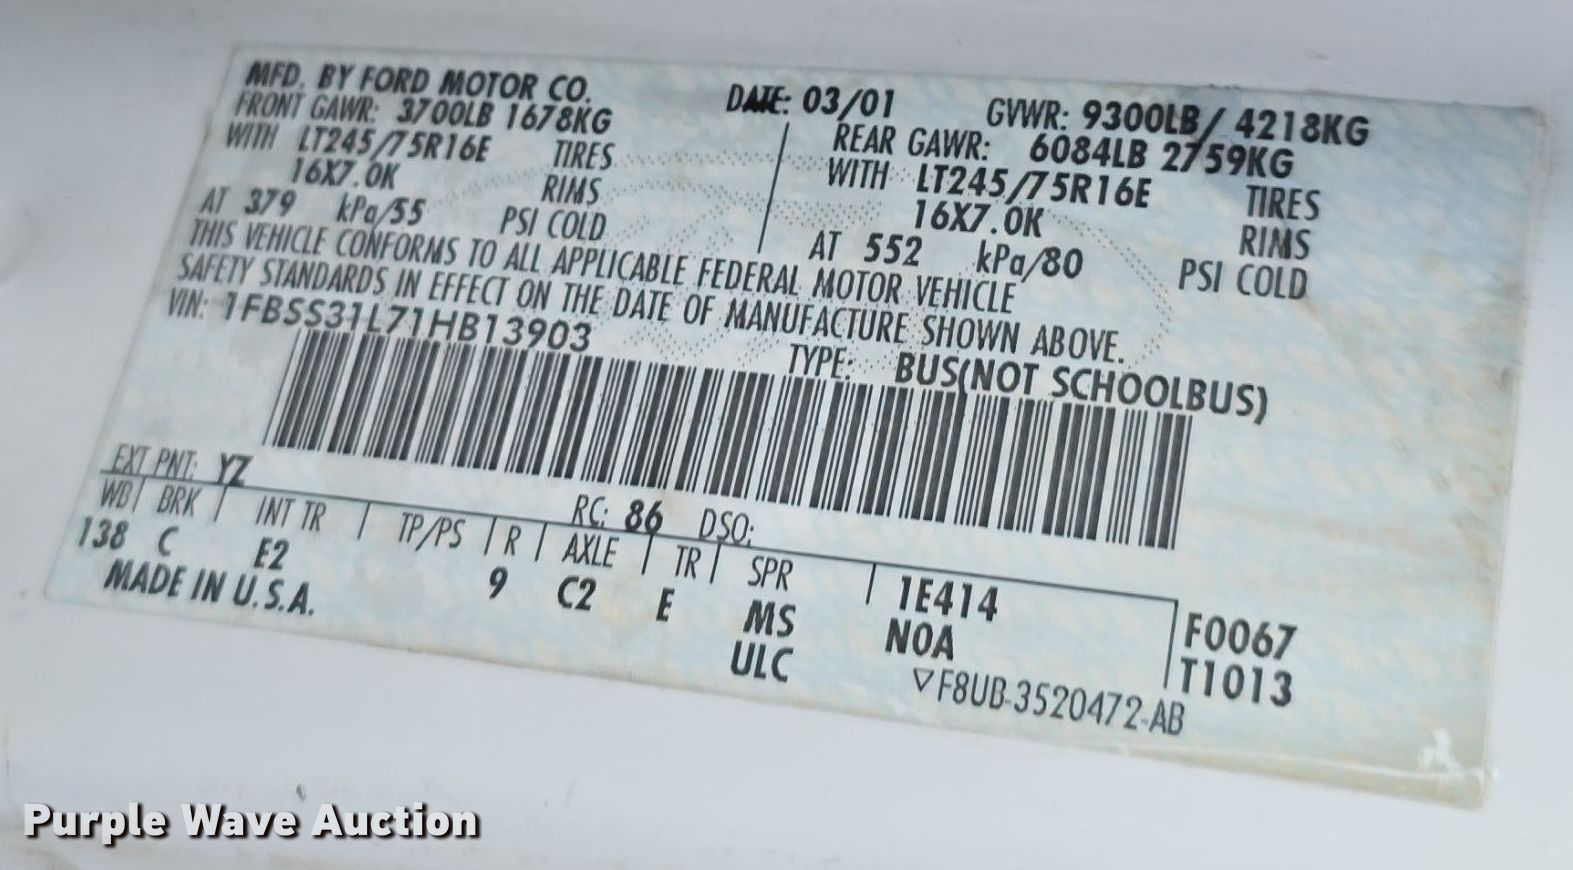 MFD. BY FORD MOTOR CO. DATE: 03/01 GVWR: 9300LB/ 4218KG
FRONT GAWR: 3700LB 1678KG REAR GAWR: 6084LB 2759KG
WITH LT245/75R16E TIRES WITH LT245/75R16E TIRES
16X7.0K RIMS 16X7.0K RIMS
AT 379 kPa/55 PSI COLD AT 552 kPa/80 PSI COLD
THIS VEHICLE CONFORMS TO ALL APPLICABLE FEDERAL MOTOR VEHICLE
SAFETY STANDARDS IN EFFECT ON THE DATE OF MANUFACTURE SHOWN ABOVE.
VIN: 1FBSS31L71HB13903 TYPE: BUS(NOT SCHOOLBUS)
EXT PNT: YZ RC: 86 DSO:
WB BRK INT TR TP/PS R AXLE TR SPR 1E414 F0067
138 C E2 9 C2 E MS N0A T1013
MADE IN U.S.A. ULC ▽F8UB-3520472-AB
Purple Wave Auction